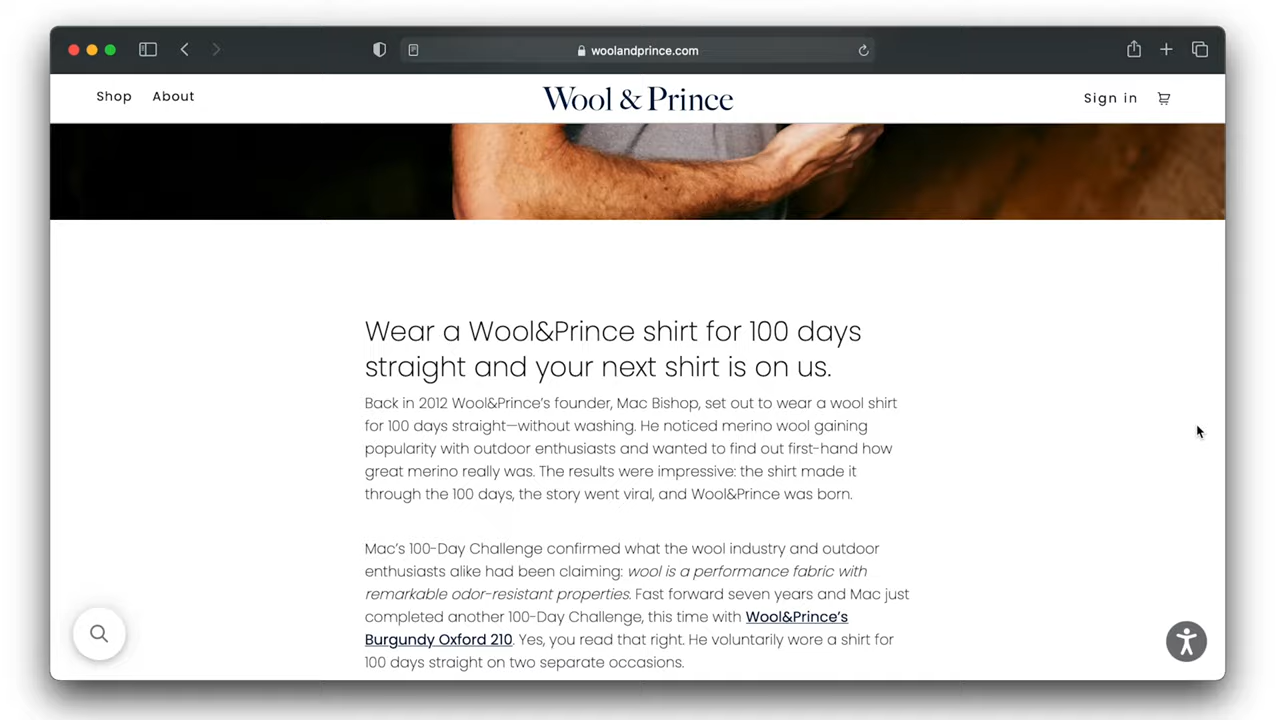 woolandprince.com
Shop About Wool & Prince Sign in
Wear a Wool&Prince shirt for 100 days
straight and your next shirt is on us.
Back in 2012 Wool&Prince’s founder, Mac Bishop, set out to wear a wool shirt
for 100 days straight—without washing. He noticed merino wool gaining
popularity with outdoor enthusiasts and wanted to find out first-hand how
great merino really was. The results were impressive: the shirt made it
through the 100 days, the story went viral, and Wool&Prince was born.
Mac’s 100-Day Challenge confirmed what the wool industry and outdoor
enthusiasts alike had been claiming: wool is a performance fabric with
remarkable odor-resistant properties. Fast forward seven years and Mac just
completed another 100-Day Challenge, this time with Wool&Prince’s
Burgundy Oxford 210. Yes, you read that right. He voluntarily wore a shirt for
100 days straight on two separate occasions.